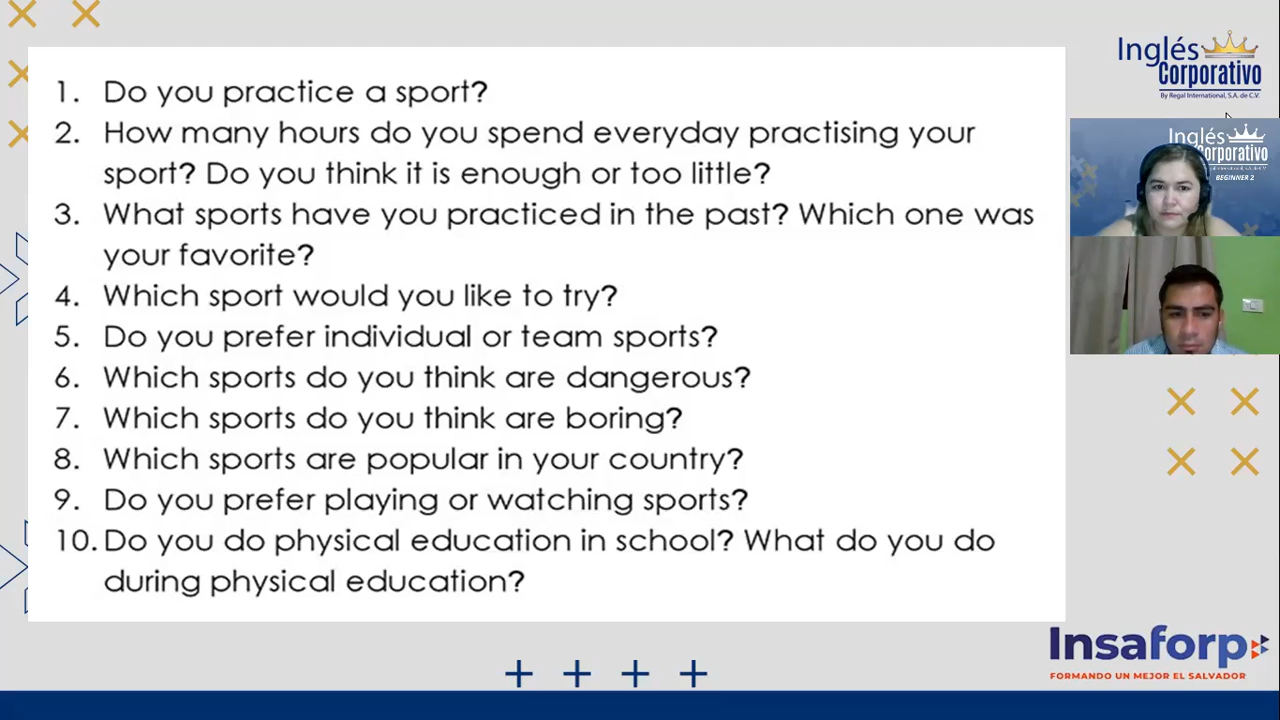 1. Do you practice a sport?
2. How many hours do you spend everyday practising your
sport? Do you think it is enough or too little?
3. What sports have you practiced in the past? Which one was
your favorite?
4. Which sport would you like to try?
5. Do you prefer individual or team sports?
6. Which sports do you think are dangerous?
7. Which sports do you think are boring?
8. Which sports are popular in your country?
9. Do you prefer playing or watching sports?
10. Do you do physical education in school? What do you do
during physical education?
Inglés
Corporativo
By Regal International, S.A. de C.V.
Inglés
Corporativo
BEGINNER 2
Insaforp
FORMANDO UN MEJOR EL SALVADOR